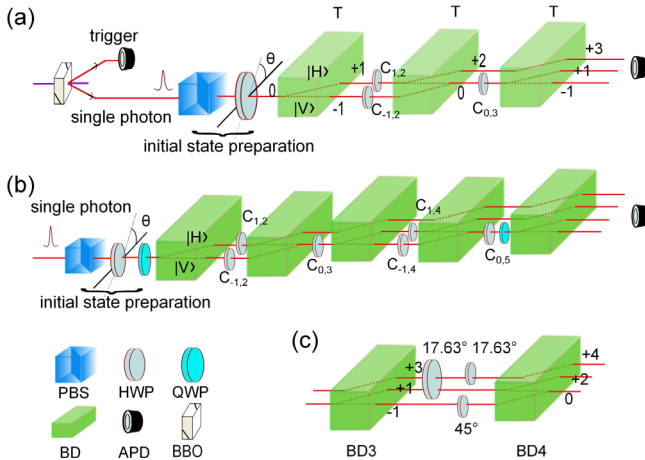 (a)
T T T
trigger
θ
+1
C1,2
+2
+3
|H⟩
+1
0
|V⟩
-1
C-1,2
0
C0,3
-1
single photon
initial state preparation
(b)
single photon
θ
|H⟩
C1,2
C1,4
|V⟩
C-1,2
C0,3
C-1,4
C0,5
initial state preparation
(c)
17.63° 17.63°
+3
+4
+1
+2
-1
0
45°
BD3 BD4
PBS HWP QWP
BD APD BBO